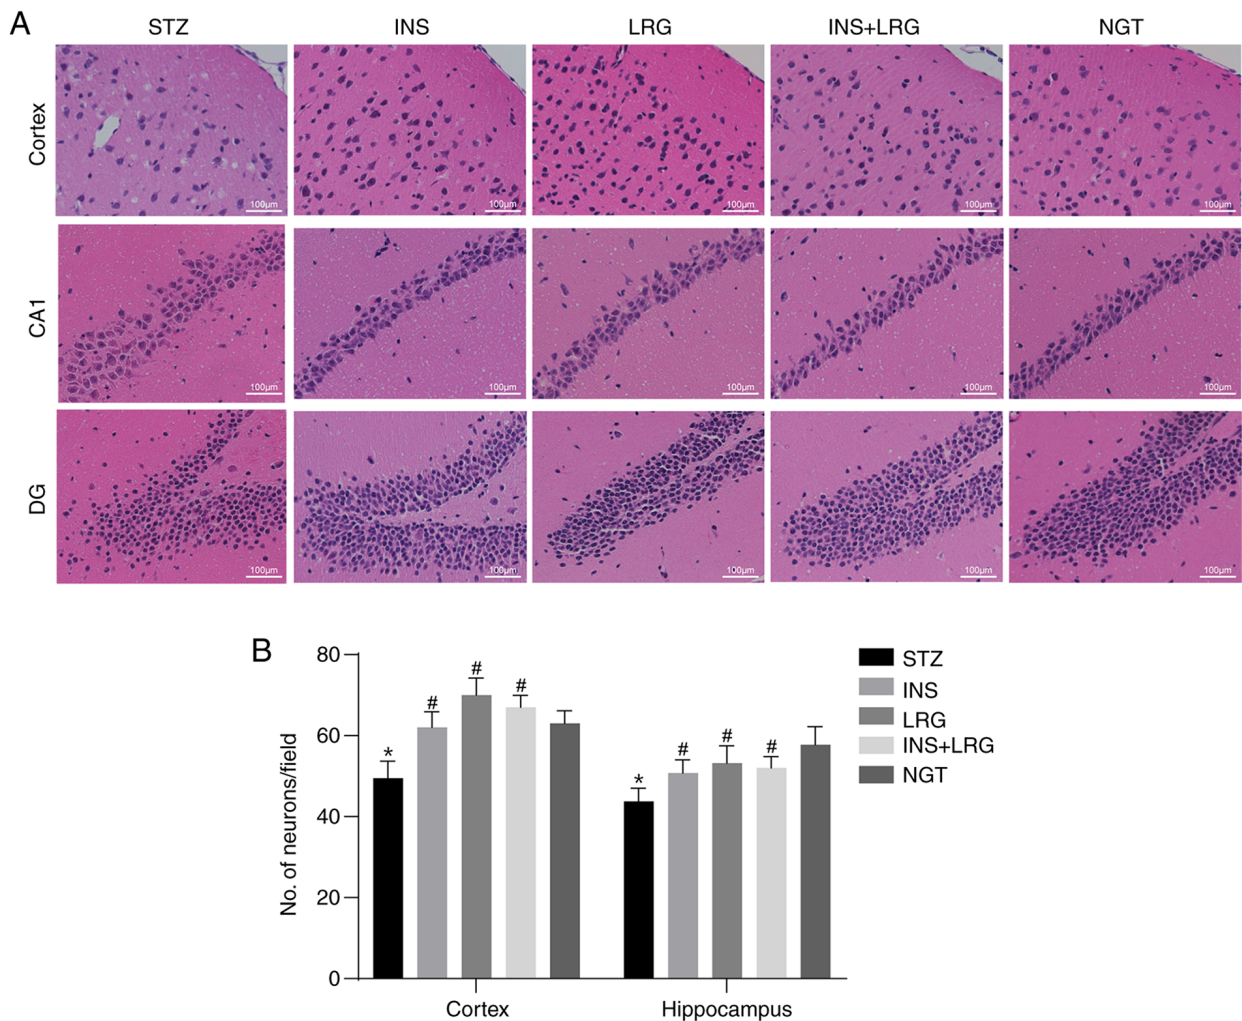 A
STZ
INS
LRG
INS+LRG
NGT
Cortex
100µm
100µm
100µm
100µm
100µm
CA1
100µm
100µm
100µm
100µm
100µm
DG
100µm
100µm
100µm
100µm
100µm
B
No. of neurons/field
80
60
40
20
0
*
#
#
#
*
#
#
#
Cortex
Hippocampus
STZ
INS
LRG
INS+LRG
NGT